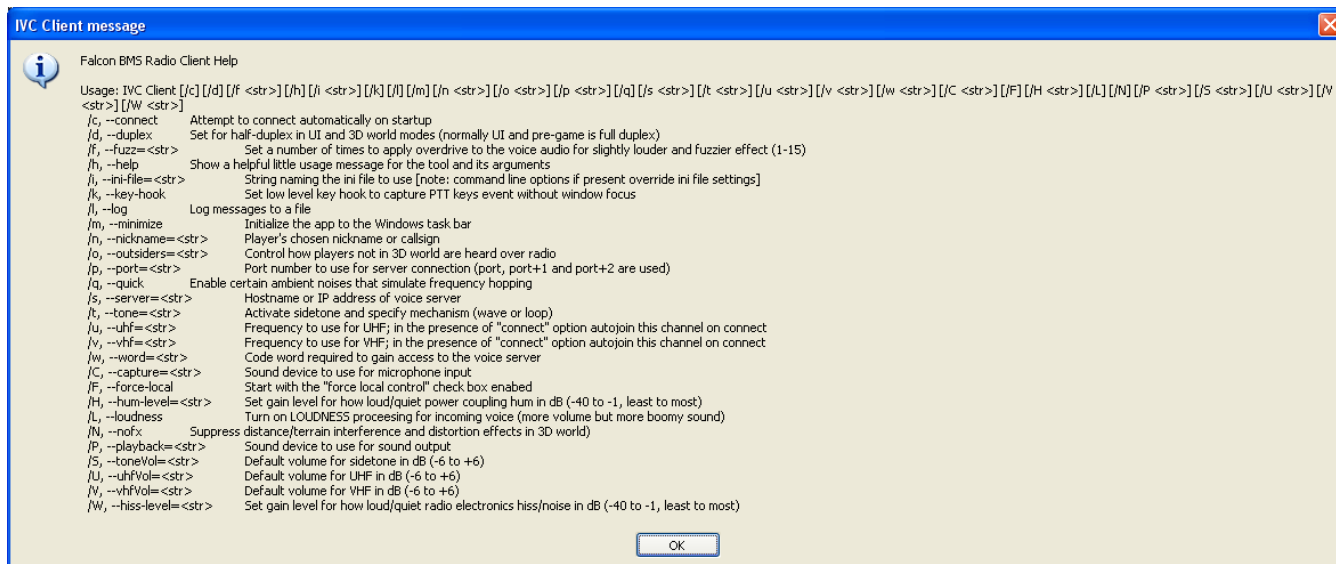 IVC Client message
Falcon BMS Radio Client Help
Usage: IVC Client [/c] [/d] [/f <str>] [/h] [/i <str>] [/k] [/l] [/m] [/n <str>] [/o <str>] [/p <str>] [/q] [/s <str>] [/t <str>] [/u <str>] [/v <str>] [/w <str>] [/C <str>] [/F] [/H <str>] [/L] [/N] [/P <str>] [/S <str>] [/U <str>] [/V
<str>] [/W <str>]
/c, --connect Attempt to connect automatically on startup
/d, --duplex Set for half-duplex in UI and 3D world modes (normally UI and pre-game is full duplex)
/f, --fuzz=<str> Set a number of times to apply overdrive to the voice audio for slightly louder and fuzzier effect (1-15)
/h, --help Show a helpful little usage message for the tool and its arguments
/i, --ini-file=<str> String naming the ini file to use [note: command line options if present override ini file settings]
/k, --key-hook Set low level key hook to capture PTT keys event without window focus
/l, --log Log messages to a file
/m, --minimize Initialize the app to the Windows task bar
/n, --nickname=<str> Player's chosen nickname or callsign
/o, --outsiders=<str> Control how players not in 3D world are heard over radio
/p, --port=<str> Port number to use for server connection (port, port+1 and port+2 are used)
/q, --quick Enable certain ambient noises that simulate frequency hopping
/s, --server=<str> Hostname or IP address of voice server
/t, --tone=<str> Activate sidetone and specify mechanism (wave or loop)
/u, --uhf=<str> Frequency to use for UHF; in the presence of "connect" option autojoin this channel on connect
/v, --vhf=<str> Frequency to use for VHF; in the presence of "connect" option autojoin this channel on connect
/w, --word=<str> Code word required to gain access to the voice server
/C, --capture=<str> Sound device to use for microphone input
/F, --force-local Start with the "force local control" check box enabed
/H, --hum-level=<str> Set gain level for how loud/quiet power coupling hum in dB (-40 to -1, least to most)
/L, --loudness Turn on LOUDNESS proceesing for incoming voice (more volume but more boomy sound)
/N, --nofx Suppress distance/terrain interference and distortion effects in 3D world)
/P, --playback=<str> Sound device to use for sound output
/S, --toneVol=<str> Default volume for sidetone in dB (-6 to +6)
/U, --uhfVol=<str> Default volume for UHF in dB (-6 to +6)
/V, --vhfVol=<str> Default volume for VHF in dB (-6 to +6)
/W, --hiss-level=<str> Set gain level for how loud/quiet radio electronics hiss/noise in dB (-40 to -1, least to most)
OK